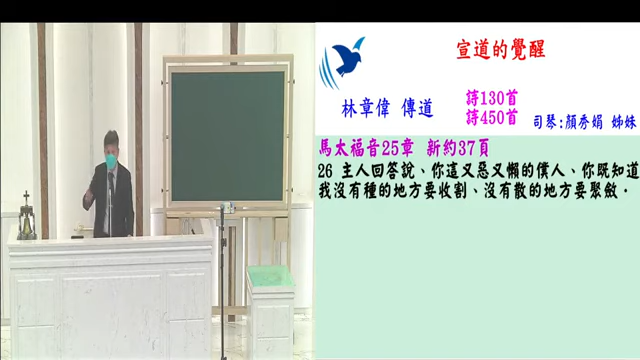 宣道的覺醒
林章偉 傳道
詩130首
詩450首
司琴:顏秀娟 姊妹
馬太福音25章 新約37頁
26 主人回答說、你這又惡又懶的僕人、你既知道
我沒有種的地方要收割、沒有散的地方要聚斂．